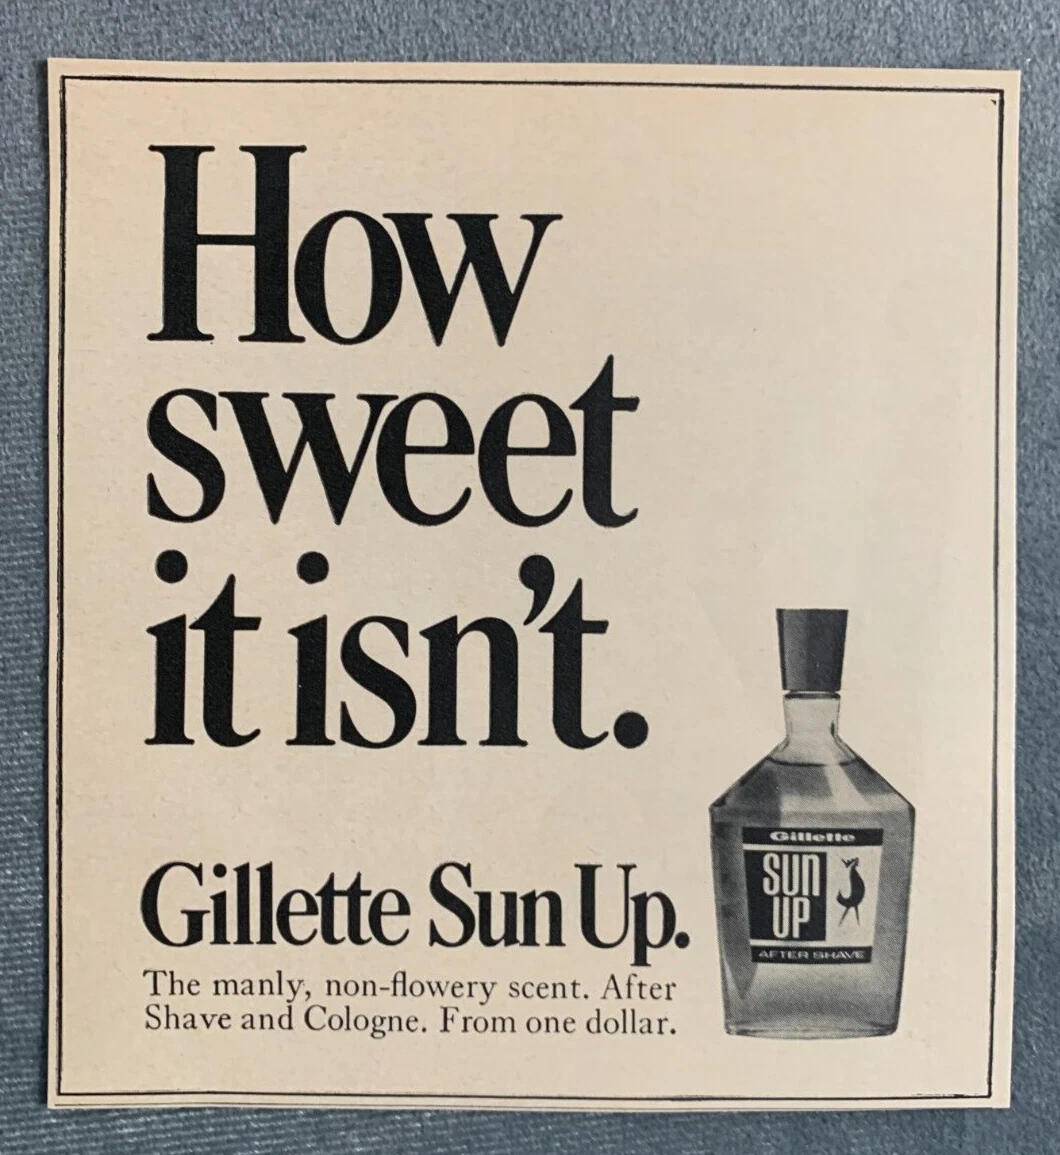 How
sweet
it isn't.
Gillette Sun Up.
The manly, non-flowery scent. After
Shave and Cologne. From one dollar.
Gillette
SUN
UP
AFTER SHAVE